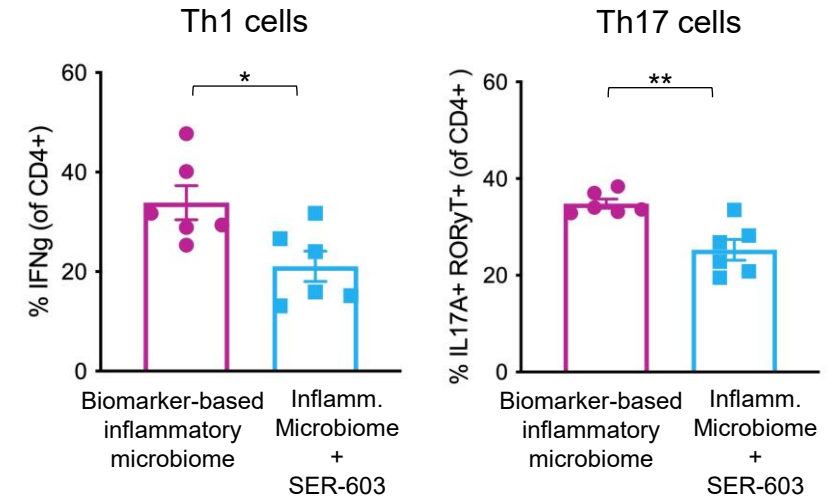 Th1 cells
% IFNg (of CD4+)
60
40
20
0
*
Biomarker-based
inflammatory
microbiome
Inflamm.
Microbiome
+
SER-603
Th17 cells
% IL17A+ RORyT+ (of CD4+ )
60
40
20
0
**
Biomarker-based
inflammatory
microbiome
Inflamm.
Microbiome
+
SER-603